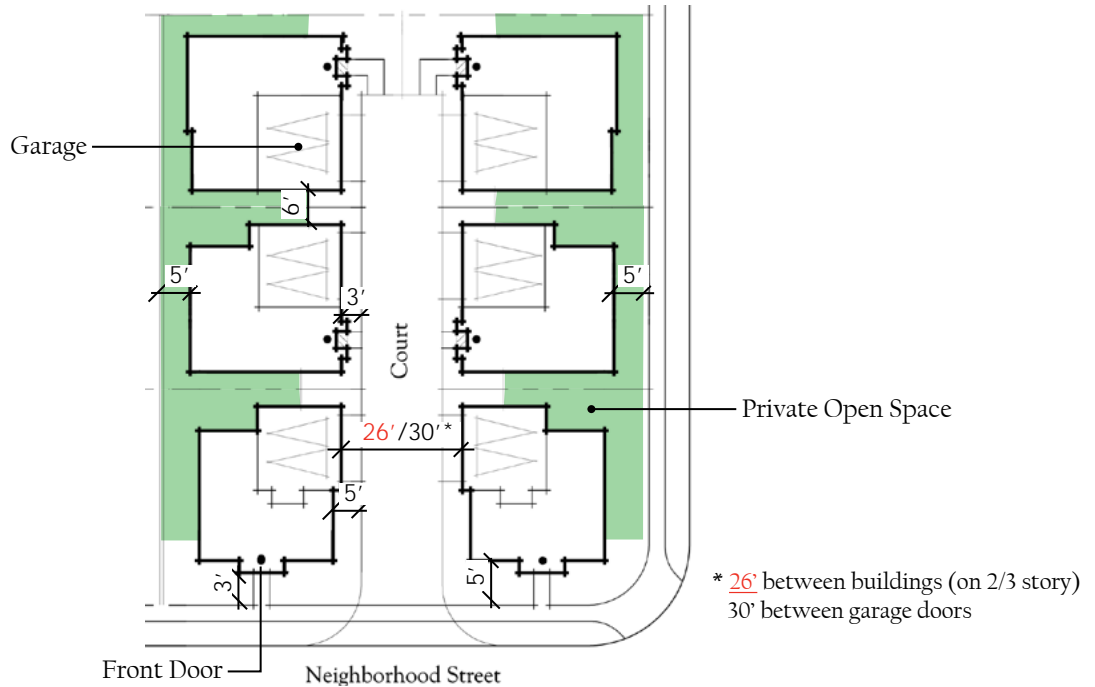 Garage
6'
5'
5'
3'
Court
Private Open Space
26'/30'*
5'
3'
5'
* 26' between buildings (on 2/3 story)
30' between garage doors
Front Door
Neighborhood Street